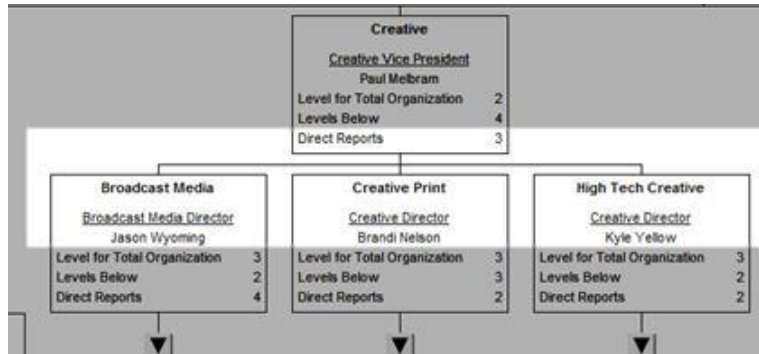 Creative
Creative Vice President
Paul Melbram
Level for Total Organization 2
Levels Below 4
Direct Reports 3
Broadcast Media
Broadcast Media Director
Jason Wyoming
Level for Total Organization 3
Levels Below 2
Direct Reports 4
Creative Print
Creative Director
Brandi Nelson
Level for Total Organization 3
Levels Below 3
Direct Reports 2
High Tech Creative
Creative Director
Kyle Yellow
Level for Total Organization 3
Levels Below 2
Direct Reports 2